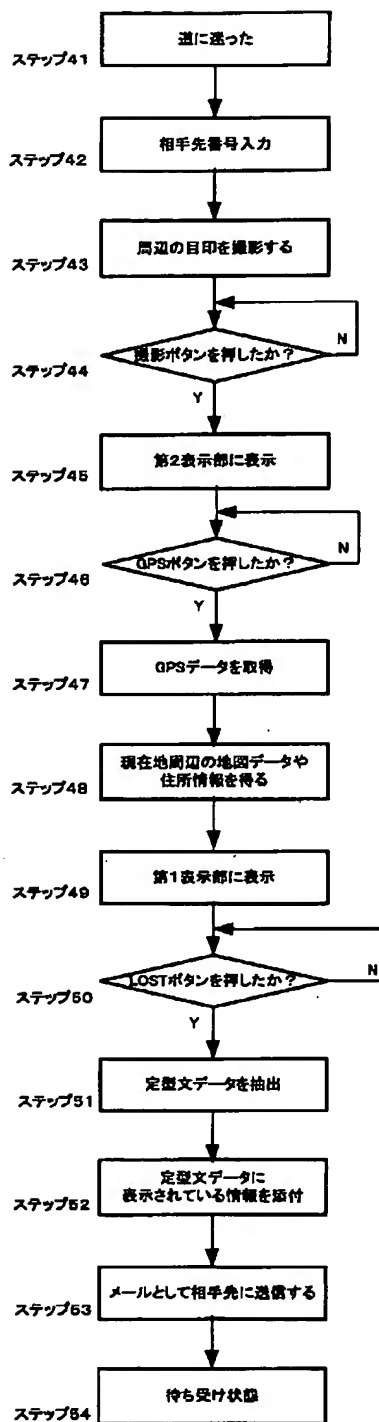 道に迷った
ステップ41
相手先番号入力
ステップ42
周辺の目印を撮影する
ステップ43
撮影ボタンを押したか？
N
ステップ44
Y
第2表示部に表示
ステップ45
GPSボタンを押したか？
N
ステップ46
Y
GPSデータを取得
ステップ47
現在地周辺の地図データや
住所情報を得る
ステップ48
第1表示部に表示
ステップ49
LOSTボタンを押したか？
N
ステップ50
Y
定型文データを抽出
ステップ51
定型文データに
表示されている情報を添付
ステップ52
メールとして相手先に送信する
ステップ53
待ち受け状態
ステップ54